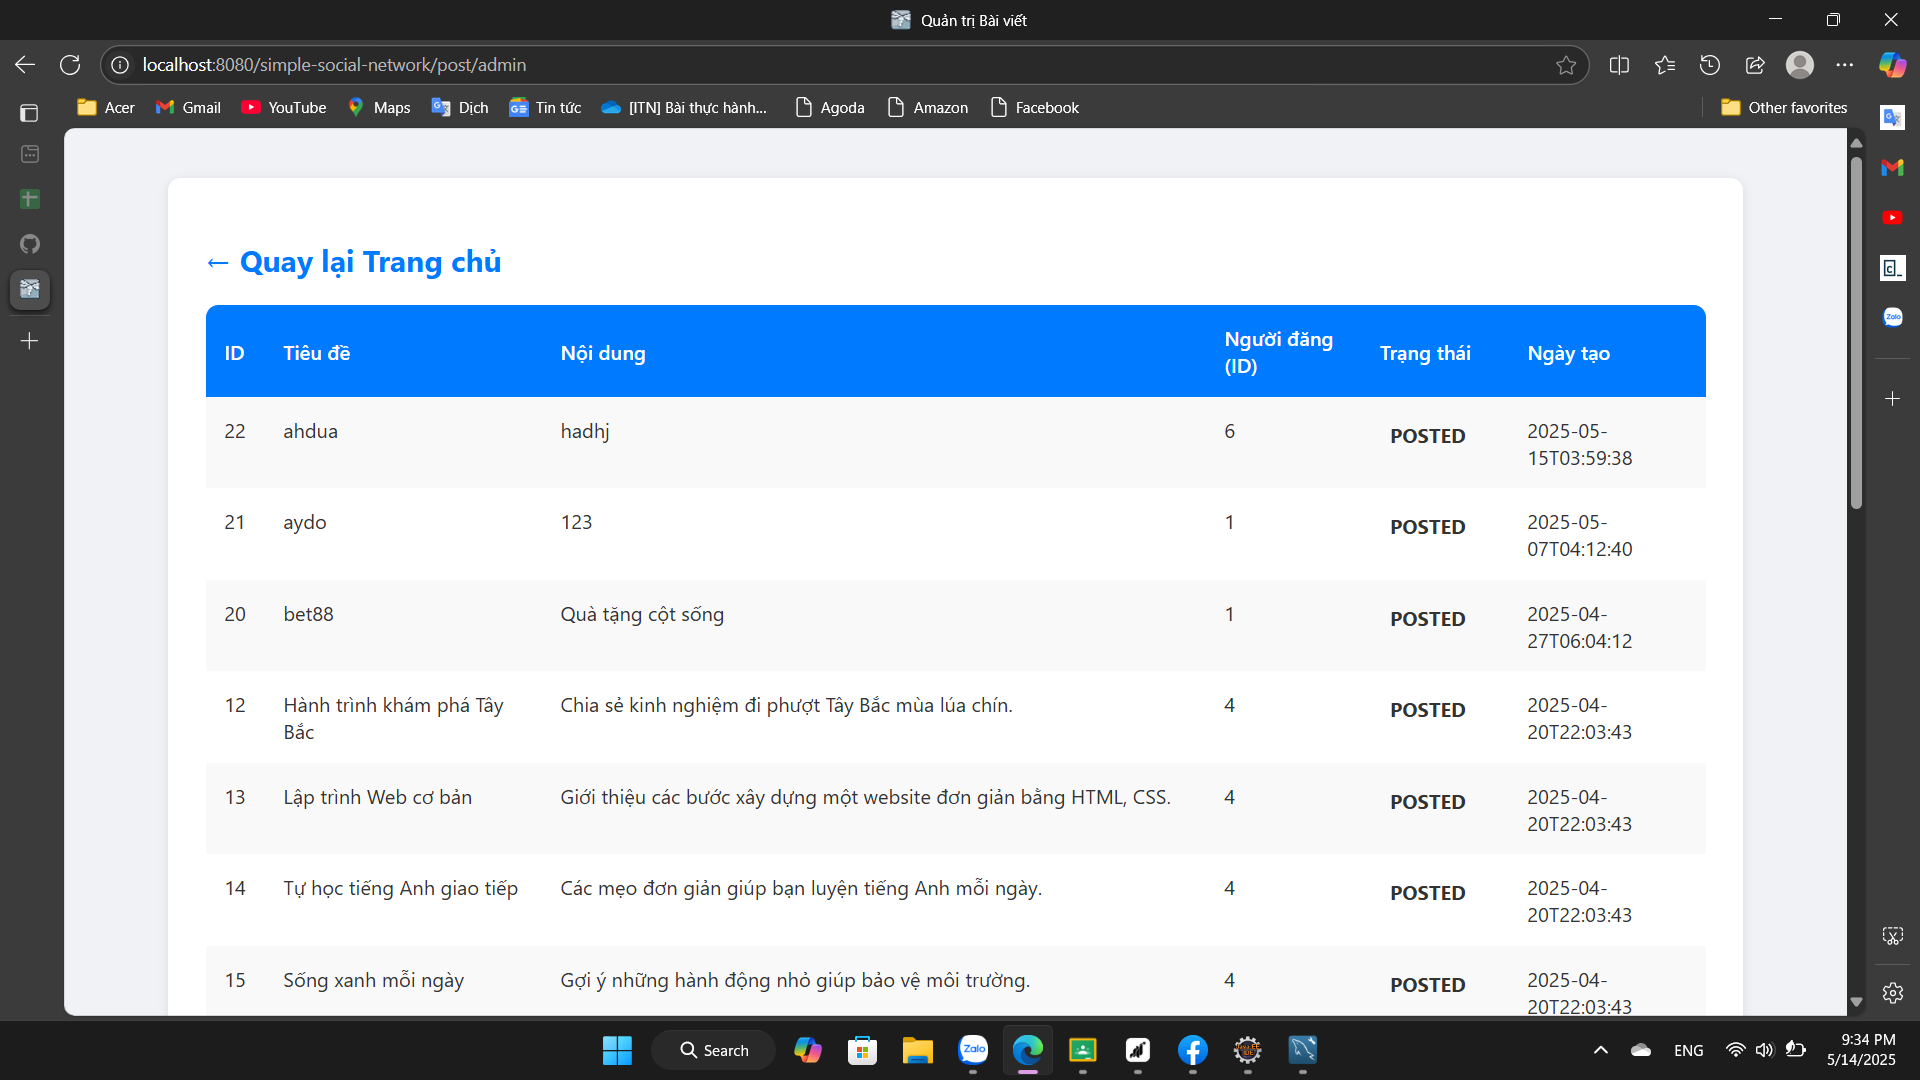 Quản trị Bài viết
localhost:8080/simple-social-network/post/admin
Acer
Gmail
YouTube
Maps
Dịch
Tin tức
[ITN] Bài thực hành...
Agoda
Amazon
Facebook
Other favorites
← Quay lại Trang chủ
ID
Tiêu đề
Nội dung
Người đăng
(ID)
Trạng thái
Ngày tạo
22
ahdua
hadhj
6
POSTED
2025-05-
15T03:59:38
21
aydo
123
1
POSTED
2025-05-
07T04:12:40
20
bet88
Quà tặng cột sống
1
POSTED
2025-04-
27T06:04:12
12
Hành trình khám phá Tây
Bắc
Chia sẻ kinh nghiệm đi phượt Tây Bắc mùa lúa chín.
4
POSTED
2025-04-
20T22:03:43
13
Lập trình Web cơ bản
Giới thiệu các bước xây dựng một website đơn giản bằng HTML, CSS.
4
POSTED
2025-04-
20T22:03:43
14
Tự học tiếng Anh giao tiếp
Các mẹo đơn giản giúp bạn luyện tiếng Anh mỗi ngày.
4
POSTED
2025-04-
20T22:03:43
15
Sống xanh mỗi ngày
Gợi ý những hành động nhỏ giúp bảo vệ môi trường.
4
POSTED
2025-04-
20T22:03:43
Zalo
Search
Zalo
ENG
9:34 PM
5/14/2025